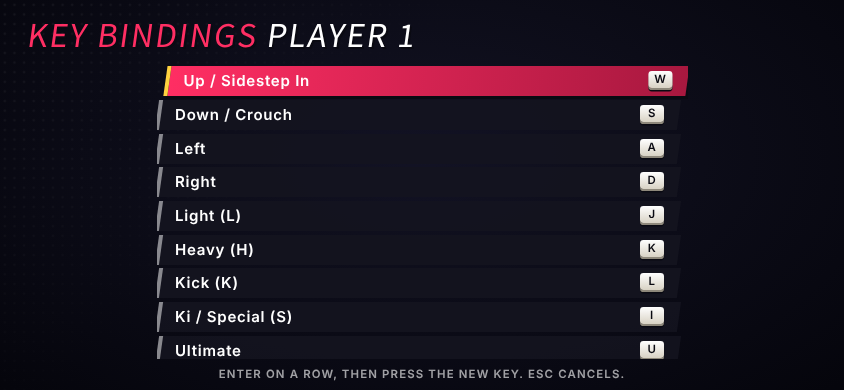 KEY BINDINGS PLAYER 1
Up / Sidestep In W
Down / Crouch S
Left A
Right D
Light (L) J
Heavy (H) K
Kick (K) L
Ki / Special (S) I
Ultimate U
ENTER ON A ROW, THEN PRESS THE NEW KEY. ESC CANCELS.